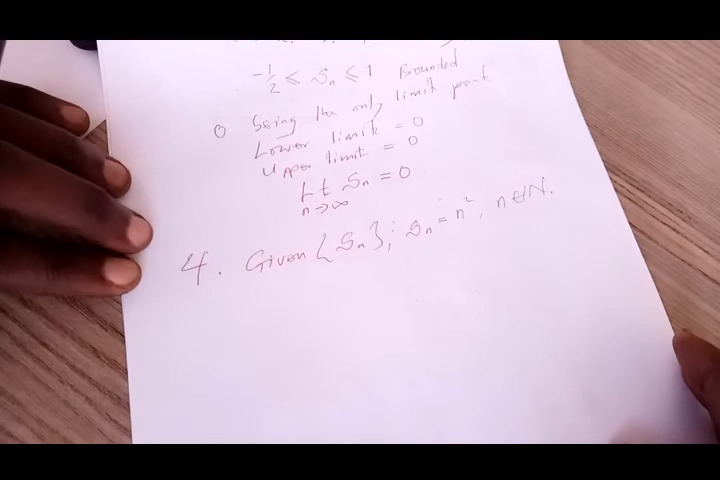 -1/2 ≤ Sn ≤ 1 Bounded
0 being the only limit point
Lower limit = 0
Upper limit = 0
Lt Sn = 0.
n→∞
4. Given {Sn}; Sn = n², n∈N.